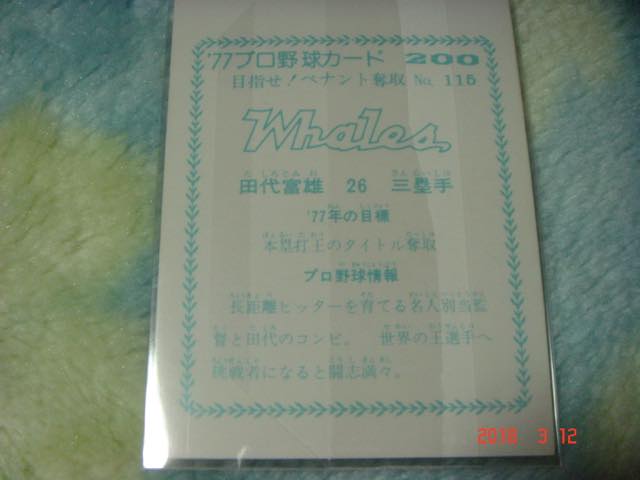 '77プロ野球カード 200
目指せ!ペナント奪取 No. 115
Whales
田代富雄 26 三塁手
'77年の目標
本塁打王のタイトル奪取
プロ野球情報
長距離ヒッターを育てる名人別当監
督と田代のコンビ。 世界の王選手へ
挑戦者になると闘志満々。
2018. 3.12